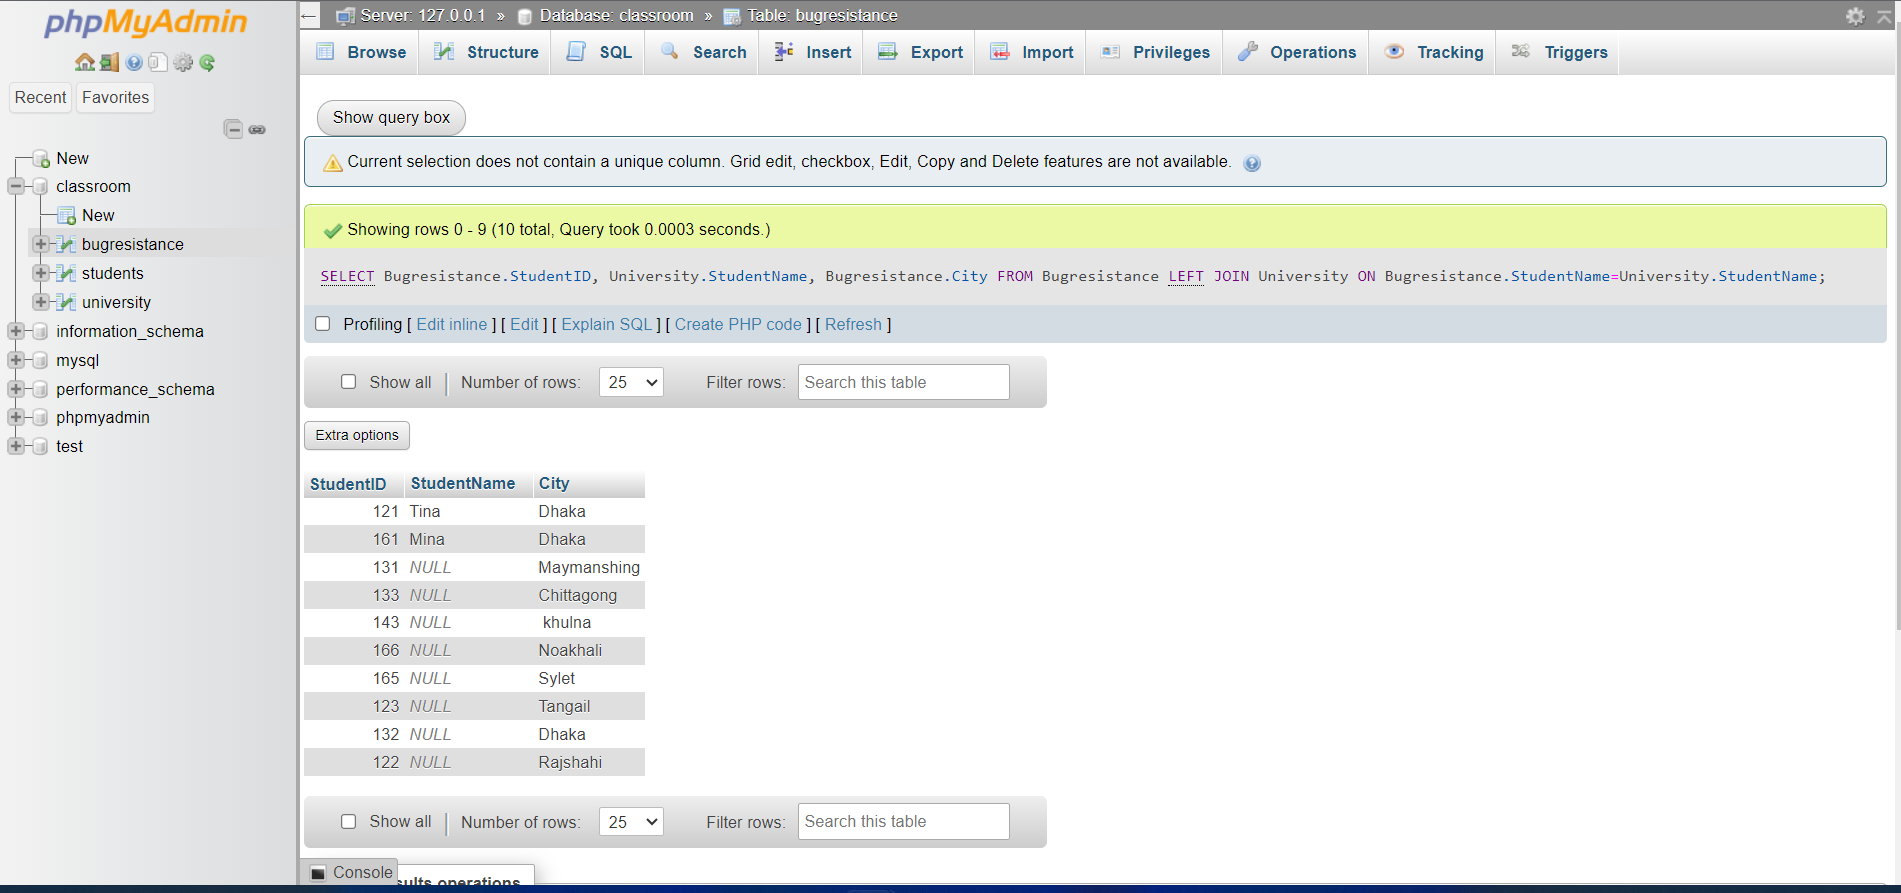 phpMyAdmin
Recent Favorites
New
classroom
New
bugresistance
students
university
information_schema
mysql
performance_schema
phpmyadmin
test
Server: 127.0.0.1 » Database: classroom » Table: bugresistance
Browse Structure SQL Search Insert Export Import Privileges Operations Tracking Triggers
Show query box
Current selection does not contain a unique column. Grid edit, checkbox, Edit, Copy and Delete features are not available.
Showing rows 0 - 9 (10 total, Query took 0.0003 seconds.)
SELECT Bugresistance.StudentID, University.StudentName, Bugresistance.City FROM Bugresistance LEFT JOIN University ON Bugresistance.StudentName=University.StudentName;
Profiling [ Edit inline ] [ Edit ] [ Explain SQL ] [ Create PHP code ] [ Refresh ]
Show all Number of rows: 25 Filter rows: Search this table
Extra options
StudentID StudentName City
121 Tina Dhaka
161 Mina Dhaka
131 NULL Maymanshing
133 NULL Chittagong
143 NULL khulna
166 NULL Noakhali
165 NULL Sylet
123 NULL Tangail
132 NULL Dhaka
122 NULL Rajshahi
Show all Number of rows: 25 Filter rows: Search this table
Console
operations